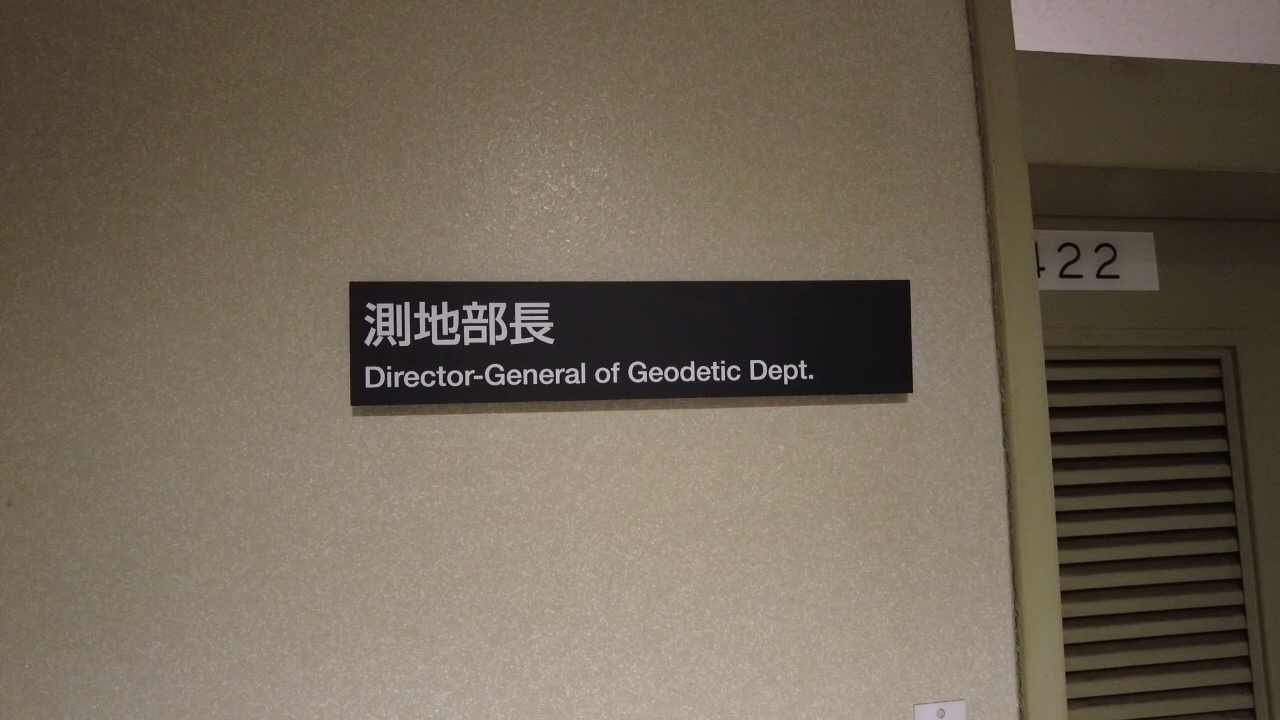 測地部長
Director-General of Geodetic Dept.
422